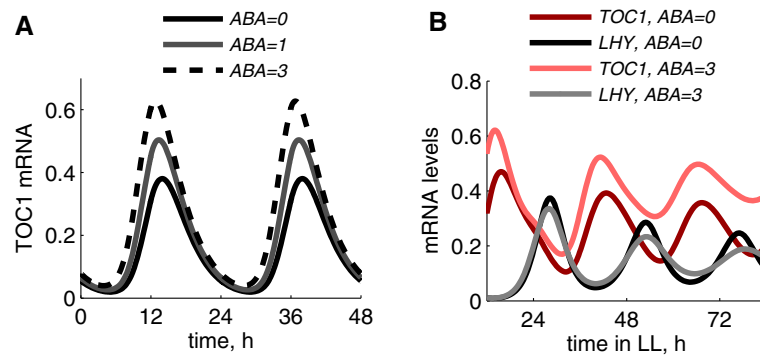 A
ABA=0
ABA=1
ABA=3
TOC1 mRNA
0.8
0.6
0.4
0.2
0
0 12 24 36 48
time, h
B
TOC1, ABA=0
LHY, ABA=0
TOC1, ABA=3
LHY, ABA=3
mRNA levels
0.8
0.6
0.4
0.2
0
24 48 72
time in LL, h